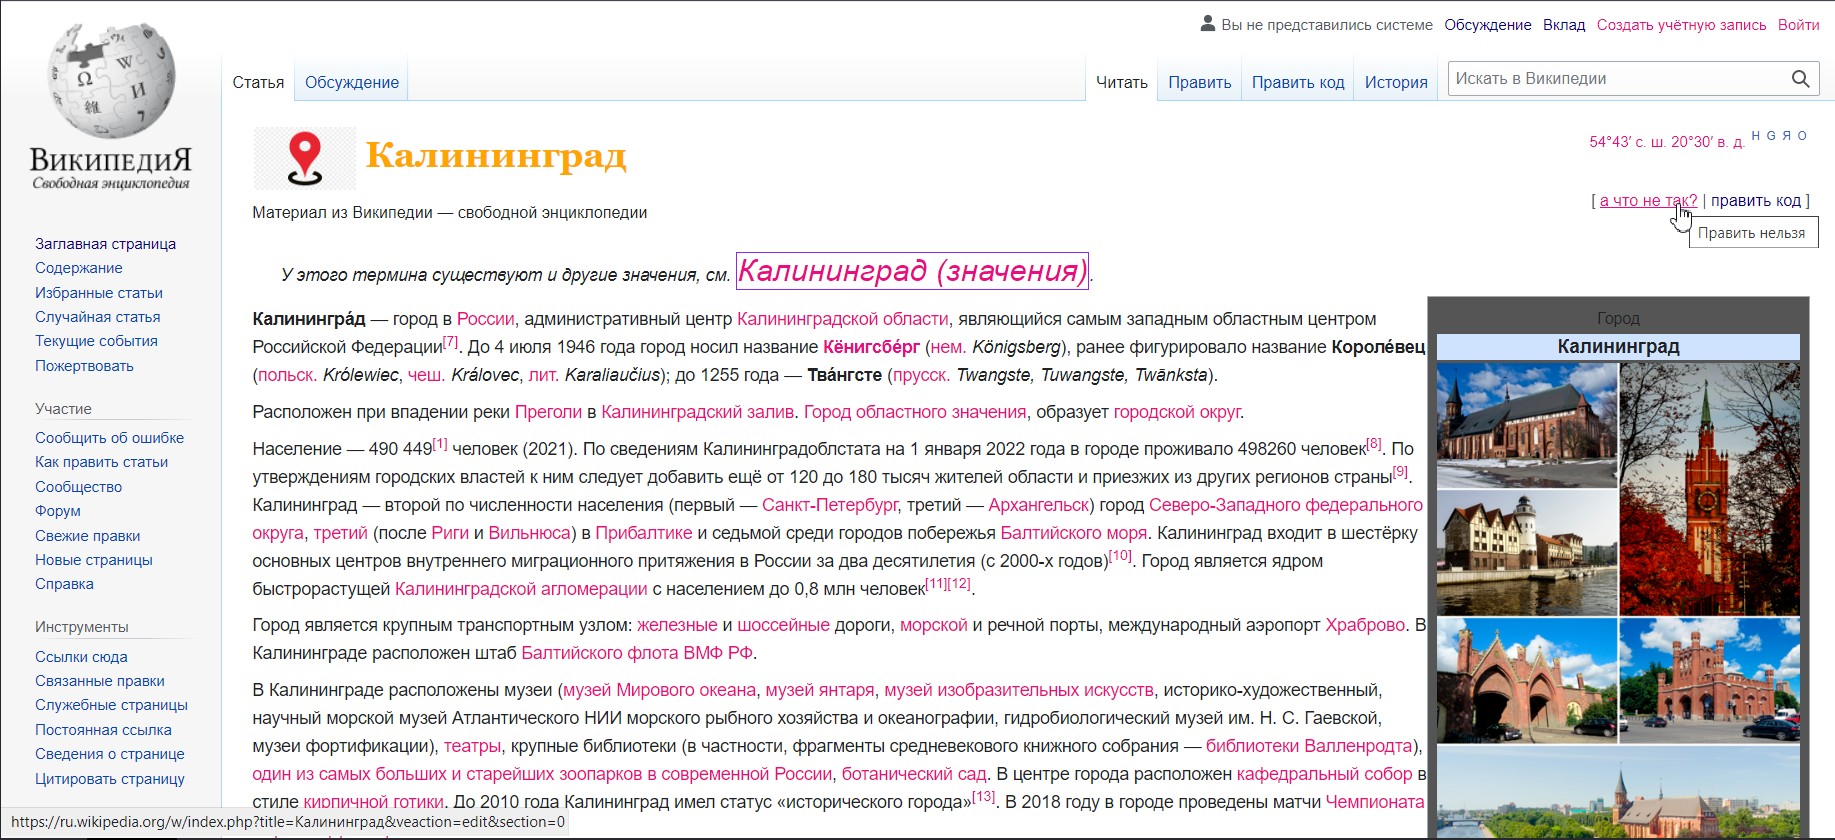 Вы не представились системе Обсуждение Вклад Создать учётную запись Войти
Статья Обсуждение Читать Править Править код История Искать в Википедии
ВикипедиЯ
Свободная энциклопедия
Заглавная страница
Содержание
Избранные статьи
Случайная статья
Текущие события
Пожертвовать
Участие
Сообщить об ошибке
Как править статьи
Сообщество
Форум
Свежие правки
Новые страницы
Справка
Инструменты
Ссылки сюда
Связанные правки
Служебные страницы
Постоянная ссылка
Сведения о странице
Цитировать страницу
Калининград
54°43′ с. ш. 20°30′ в. д. H G Я O
Материал из Википедии — свободной энциклопедии
[ а что не так? | править код ]
Править нельзя
У этого термина существуют и другие значения, см. Калининград (значения).
Калинингра́д — город в России, административный центр Калининградской области, являющийся самым западным областным центром
Российской Федерации[7]. До 4 июля 1946 года город носил название Кёнигсбе́рг (нем. Königsberg), ранее фигурировало название Короле́вец
(польск. Królewiec, чеш. Královec, лит. Karaliaučius); до 1255 года — Тва́нгсте (прусск. Twangste, Tuwangste, Twānksta).
Расположен при впадении реки Преголи в Калининградский залив. Город областного значения, образует городской округ.
Население — 490 449[1] человек (2021). По сведениям Калининградоблстата на 1 января 2022 года в городе проживало 498260 человек[8]. По
утверждениям городских властей к ним следует добавить ещё от 120 до 180 тысяч жителей области и приезжих из других регионов страны[9].
Калининград — второй по численности населения (первый — Санкт-Петербург, третий — Архангельск) город Северо-Западного федерального
округа, третий (после Риги и Вильнюса) в Прибалтике и седьмой среди городов побережья Балтийского моря. Калининград входит в шестёрку
основных центров внутреннего миграционного притяжения в России за два десятилетия (с 2000-х годов)[10]. Город является ядром
быстрорастущей Калининградской агломерации с населением до 0,8 млн человек[11][12].
Город является крупным транспортным узлом: железные и шоссейные дороги, морской и речной порты, международный аэропорт Храброво. В
Калининграде расположен штаб Балтийского флота ВМФ РФ.
В Калининграде расположены музеи (музей Мирового океана, музей янтаря, музей изобразительных искусств, историко-художественный,
научный морской музей Атлантического НИИ морского рыбного хозяйства и океанографии, гидробиологический музей им. Н. С. Гаевской,
музеи фортификации), театры, крупные библиотеки (в частности, фрагменты средневекового книжного собрания — библиотеки Валленродта),
один из самых больших и старейших зоопарков в современной России, ботанический сад. В центре города расположен кафедральный собор в
стиле кирпичной готики. До 2010 года Калининград имел статус «исторического города»[13]. В 2018 году в городе проведены матчи Чемпионата
Город
Калининград
https://ru.wikipedia.org/w/index.php?title=Калининград&veaction=edit&section=0